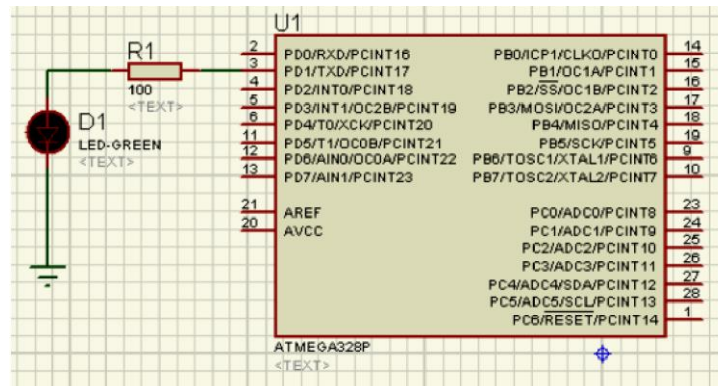 U1
R1
100
<TEXT>
D1
LED-GREEN
<TEXT>
2 PD0/RXD/PCINT16
3 PD1/TXD/PCINT17
4 PD2/INT0/PCINT18
5 PD3/INT1/OC2B/PCINT19
6 PD4/T0/XCK/PCINT20
11 PD5/T1/OC0B/PCINT21
12 PD6/AIN0/OC0A/PCINT22
13 PD7/AIN1/PCINT23
21 AREF
20 AVCC
PB0/ICP1/CLKO/PCINT0 14
PB1/OC1A/PCINT1 15
PB2/SS/OC1B/PCINT2 16
PB3/MOSI/OC2A/PCINT3 17
PB4/MISO/PCINT4 18
PB5/SCK/PCINT5 19
PB6/TOSC1/XTAL1/PCINT6 9
PB7/TOSC2/XTAL2/PCINT7 10
PC0/ADC0/PCINT8 23
PC1/ADC1/PCINT9 24
PC2/ADC2/PCINT10 25
PC3/ADC3/PCINT11 26
PC4/ADC4/SDA/PCINT12 27
PC5/ADC5/SCL/PCINT13 28
PC6/RESET/PCINT14 1
ATMEGA328P
<TEXT>